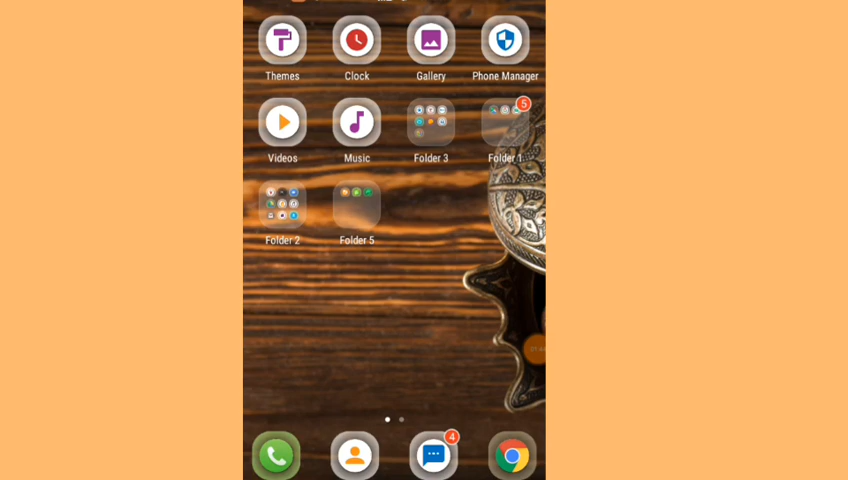 Themes Clock Gallery Phone Manager
5
Videos Music Folder 3 Folder 1
Folder 2 Folder 5
4